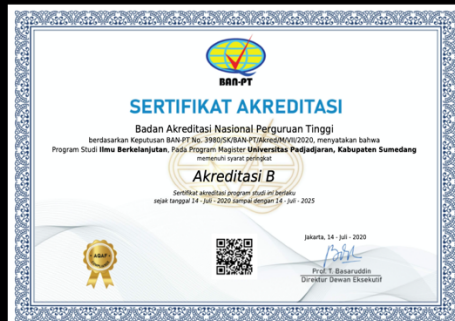 BAN-PT
SERTIFIKAT AKREDITASI
Badan Akreditasi Nasional Perguruan Tinggi
berdasarkan Keputusan BAN-PT No. 3980/SK/BAN-PT/Akred/M/VII/2020, menyatakan bahwa
Program Studi Ilmu Berkelanjutan, Pada Program Magister Universitas Padjadjaran, Kabupaten Sumedang
memenuhi syarat peringkat
Akreditasi B
Sertifikat akreditasi program studi ini berlaku
sejak tanggal 14 - Juli - 2020 sampai dengan 14 - Juli - 2025
Jakarta, 14 - Juli - 2020
Prof. T. Basaruddin
Direktur Dewan Eksekutif